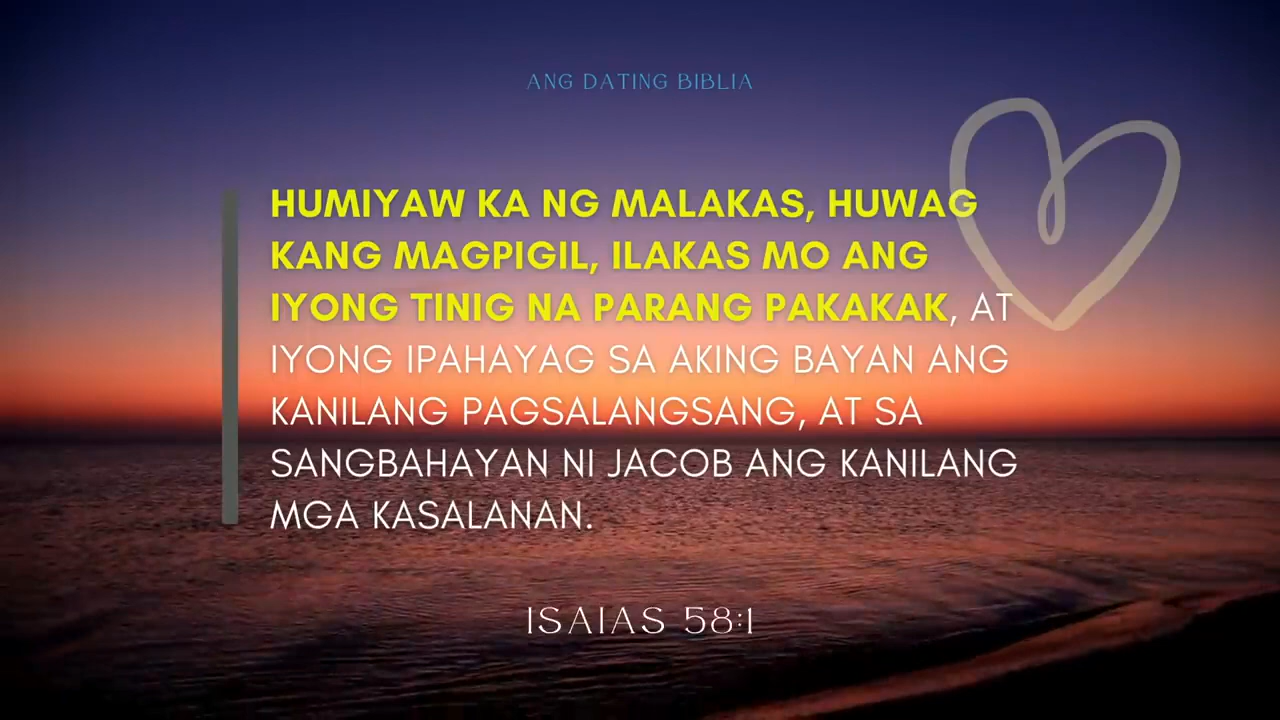 ANG DATING BIBLIA
HUMIYAW KA NG MALAKAS, HUWAG
KANG MAGPIGIL, ILAKAS MO ANG
IYONG TINIG NA PARANG PAKAKAK, AT
IYONG IPAHAYAG SA AKING BAYAN ANG
KANILANG PAGSALANGSANG, AT SA
SANGBAHAYAN NI JACOB ANG KANILANG
MGA KASALANAN.
ISAIAS 58:1